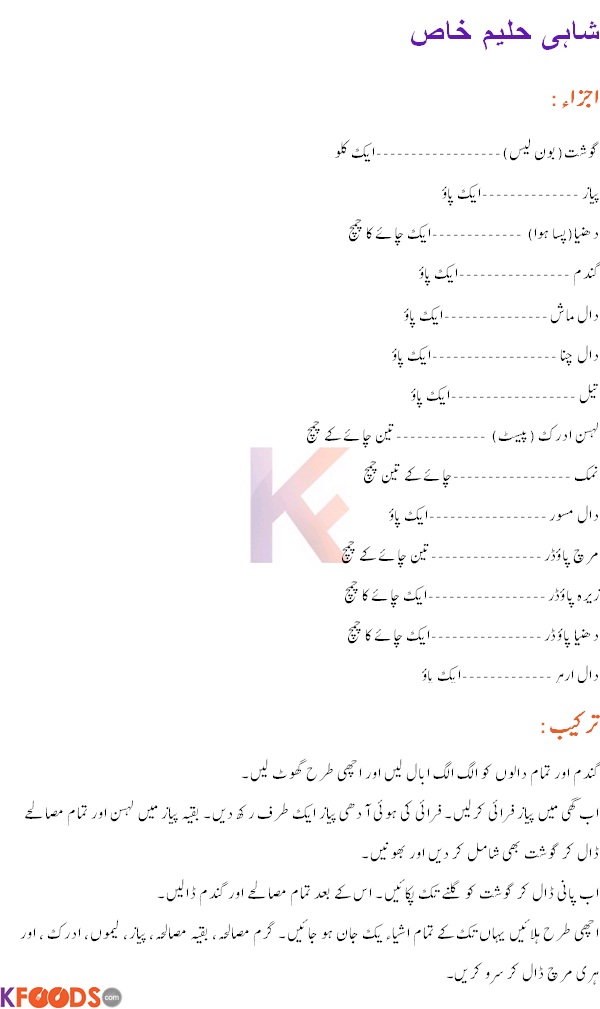 شاہی حلیم خاص
اجزاء :
گوشت (بون لیس) ------------------ ایک کلو
پیاز -------------- ایک پاؤ
دھنیا (پسا ہوا) ------------- ایک چائے کا چمچ
گندم ---------------- ایک پاؤ
دال ماش --------------- ایک پاؤ
دال چنا ------------------ ایک پاؤ
تیل ------------------ ایک پاؤ
لہسن ادرک (پیسٹ) ------------- تین چائے کے چمچ
نمک ----------------- چائے کے تین چمچ
دال مسور ----------------- ایک پاؤ
مرچ پاؤڈر ---------------- تین چائے کے چمچ
زیرہ پاؤڈر ----------------- ایک چائے کا چمچ
دھنیا پاؤڈر ---------------- ایک چائے کا چمچ
دال ارہر ------------- ایک پاؤ
ترکیب :
گندم اور تمام دالوں کو الگ الگ ابال لیں اور اچھی طرح گھوٹ لیں۔
اب گھی میں پیاز فرائی کر لیں۔ فرائی کی ہوئی آدھی پیاز ایک طرف رکھ دیں۔ بقیہ پیاز میں لہسن اور تمام مصالحے
ڈال کر گوشت بھی شامل کر دیں اور بھونیں۔
اب پانی ڈال کر گوشت کو گلنے تک پکائیں۔ اس کے بعد تمام مصالحے اور گندم ڈالیں۔
اچھی طرح ہلائیں یہاں تک کے تمام اشیاء یک جان ہو جائیں۔ گرم مصالحہ، بقیہ مصالحہ، پیاز، لیموں، ادرک، اور
ہری مرچ ڈال کر سرو کریں۔
KFOODS.com